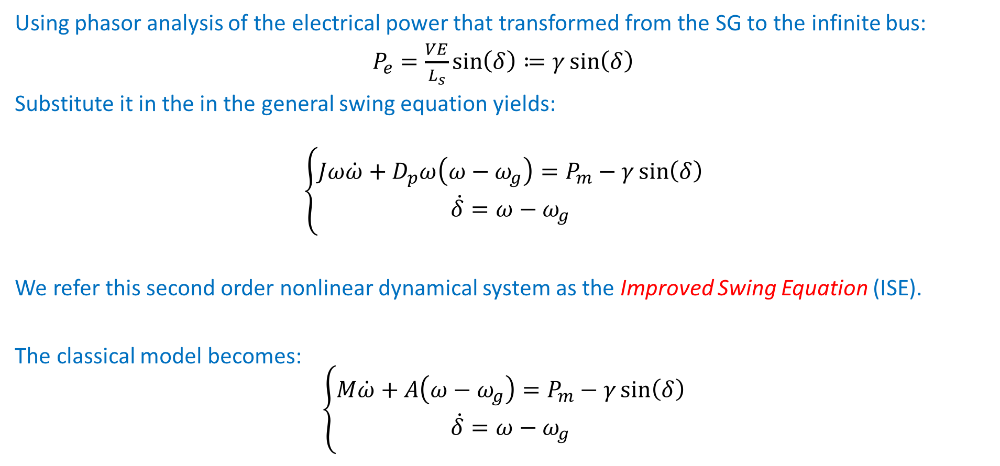 Using phasor analysis of the electrical power that transformed from the SG to the infinite bus:
$P_e = \frac{VE}{L_s} \sin(\delta) := \gamma \sin(\delta)$
Substitute it in the in the general swing equation yields:
$\begin{cases} J\omega\dot{\omega} + D_p\omega(\omega - \omega_g) = P_m - \gamma \sin(\delta) \\ \dot{\delta} = \omega - \omega_g \end{cases}$
We refer this second order nonlinear dynamical system as the Improved Swing Equation (ISE).
The classical model becomes:
$\begin{cases} M\dot{\omega} + A(\omega - \omega_g) = P_m - \gamma \sin(\delta) \\ \dot{\delta} = \omega - \omega_g \end{cases}$